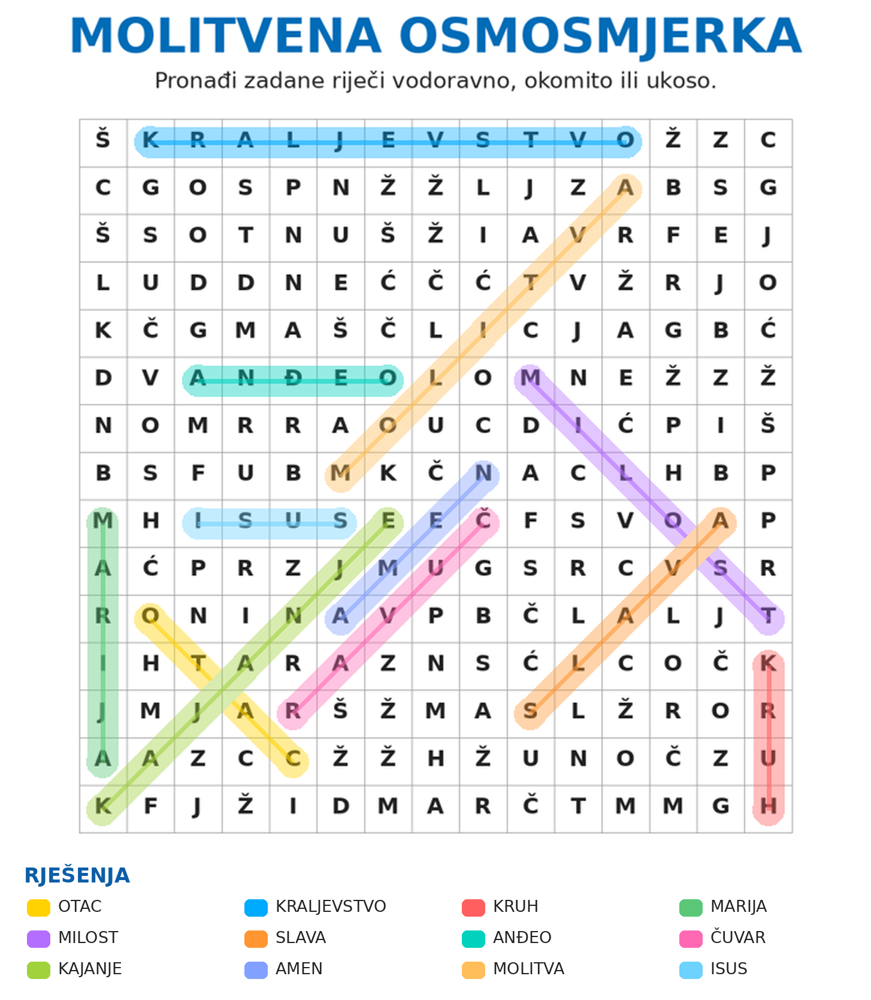 MOLITVENA OSMOSMJERKA
Pronađi zadane riječi vodoravno, okomito ili ukoso.
Š K R A L J E V S T V O Ž Z C
C G O S P N Ž Ž L J Z A B S G
Š S O T N U Š Ž I A V R F E J
L U D D N E Ć Č Ć T V Ž R J O
K Č G M A Š Č L I C J A G B Ć
D V A N Đ E O L O M N E Ž Z Ž
N O M R R A O U C D I Ć P I Š
B S F U B M K Č N A C L H B P
M H I S U S E E Č F S V O A P
A Ć P R Z J M U G S R C V S R
R O N I N A V P B Č L A L J T
I H T A R A Z N S Ć L C O Č K
J M J A R Š Ž M A S L Ž R O R
A A Z C C Ž Ž H Ž U N O Č Z U
K F J Ž I D M A R Č T M M G H
RJEŠENJA
OTAC KRALJEVSTVO KRUH MARIJA
MILOST SLAVA ANĐEO ČUVAR
KAJANJE AMEN MOLITVA ISUS